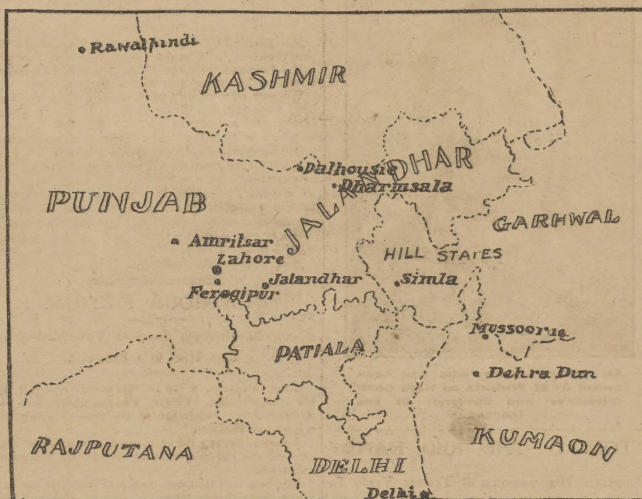 Rawalpindi
KASHMIR
Dalhousie
JALANDHAR
Dharmsala
PUNJAB
GARHWAL
Amritsar
Lahore
HILL STATES
Jalandhar
Simla
Ferogipur
Mussoorie
PATIALA
Dehra Dun
RAJPUTANA
KUMAON
DELHI
Delhi